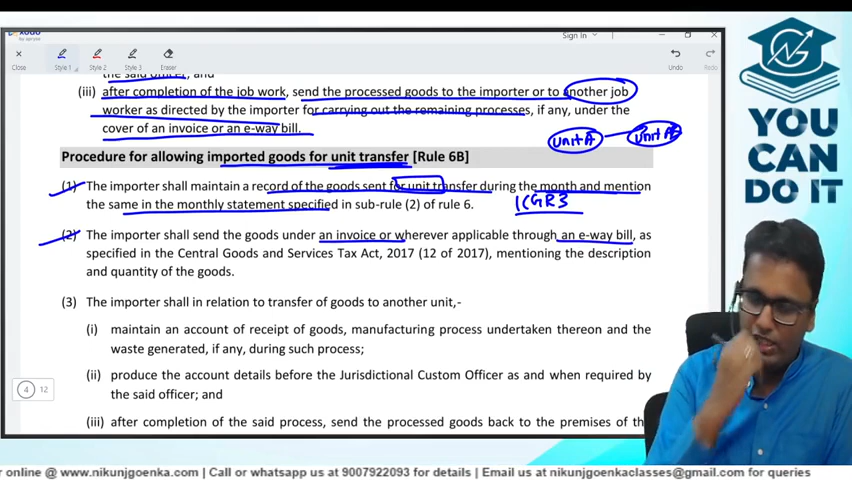 Sign In
Close
Style 1
Style 2
Style 3
Eraser
Undo
Redo
the said officer; and
(iii) after completion of the job work, send the processed goods to the importer or to another job
worker as directed by the importer for carrying out the remaining processes, if any, under the
cover of an invoice or an e-way bill.
unit A
Procedure for allowing imported goods for unit transfer [Rule 6B]
(1) The importer shall maintain a record of the goods sent for unit transfer during the month and mention
the same in the monthly statement specified in sub-rule (2) of rule 6.
ICGR3
(2) The importer shall send the goods under an invoice or wherever applicable through an e-way bill, as
specified in the Central Goods and Services Tax Act, 2017 (12 of 2017), mentioning the description
and quantity of the goods.
(3) The importer shall in relation to transfer of goods to another unit,-
(i) maintain an account of receipt of goods, manufacturing process undertaken thereon and the
waste generated, if any, during such process;
(ii) produce the account details before the Jurisdictional Custom Officer as and when required by
the said officer; and
(iii) after completion of the said process, send the processed goods back to the premises of
4 12
YOU
CAN
DO IT
or online @ www.nikunjgoenka.com | Call or whatsapp us at 9007922093 for details | Email us at nikunjgoenkaclasses@gmail.com for queries